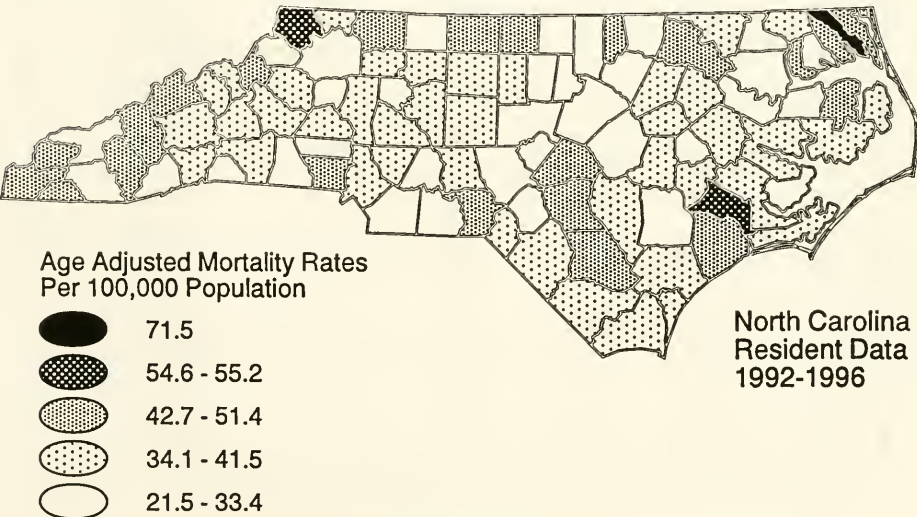 Age Adjusted Mortality Rates
Per 100,000 Population
71.5
54.6 - 55.2
42.7 - 51.4
34.1 - 41.5
21.5 - 33.4
North Carolina
Resident Data
1992-1996